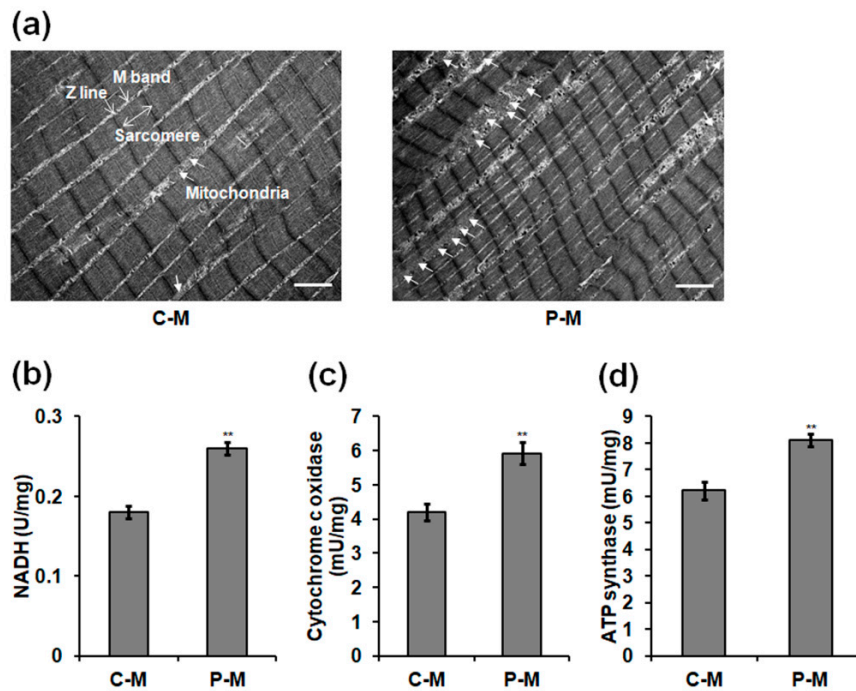 (a)
M band
Z line
Sarcomere
Mitochondria
C-M
P-M
(b)
0.3
0.2
0.1
0
NADH (U/mg)
**
C-M
P-M
(c)
7
6
5
4
3
2
1
0
Cytochrome c oxidase
(mU/mg)
**
C-M
P-M
(d)
9
8
7
6
5
4
3
2
1
0
ATP synthase (mU/mg)
**
C-M
P-M